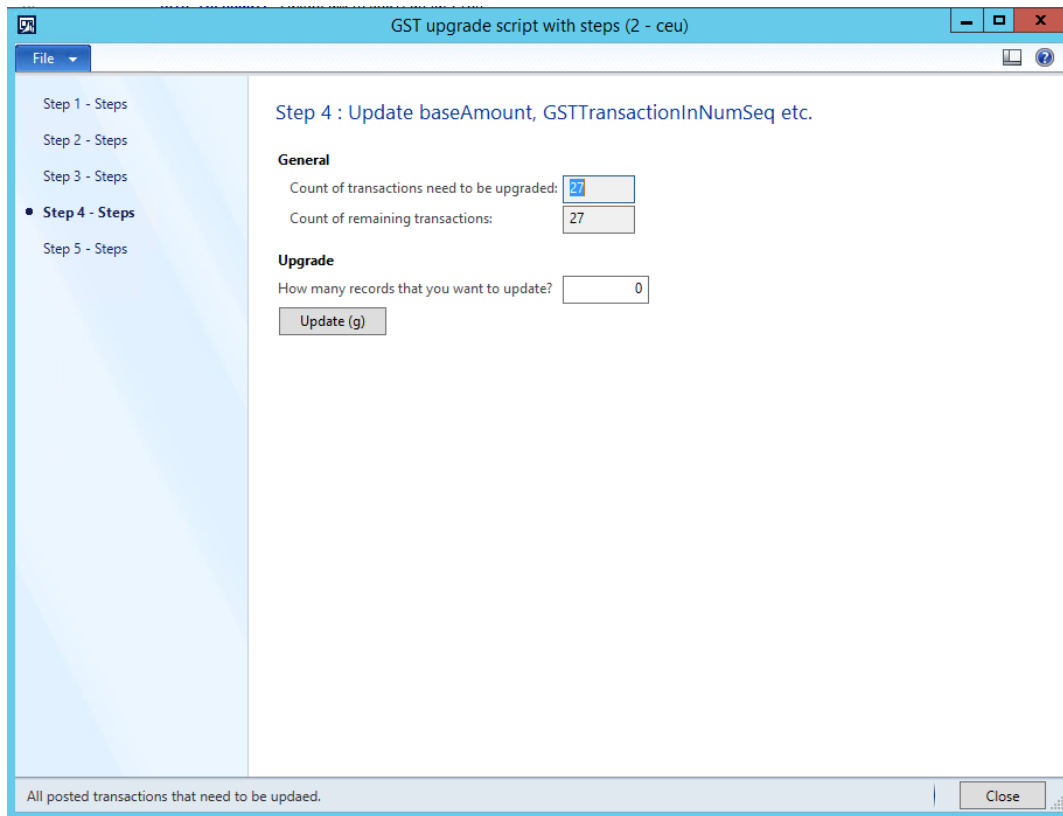 GST upgrade script with steps (2 - ceu)
File
Step 1 - Steps
Step 2 - Steps
Step 3 - Steps
Step 4 - Steps
Step 5 - Steps
Step 4 : Update baseAmount, GSTTransactionInNumSeq etc.
General
Count of transactions need to be upgraded: 27
Count of remaining transactions: 27
Upgrade
How many records that you want to update? 0
Update (g)
All posted transactions that need to be updaed.
Close